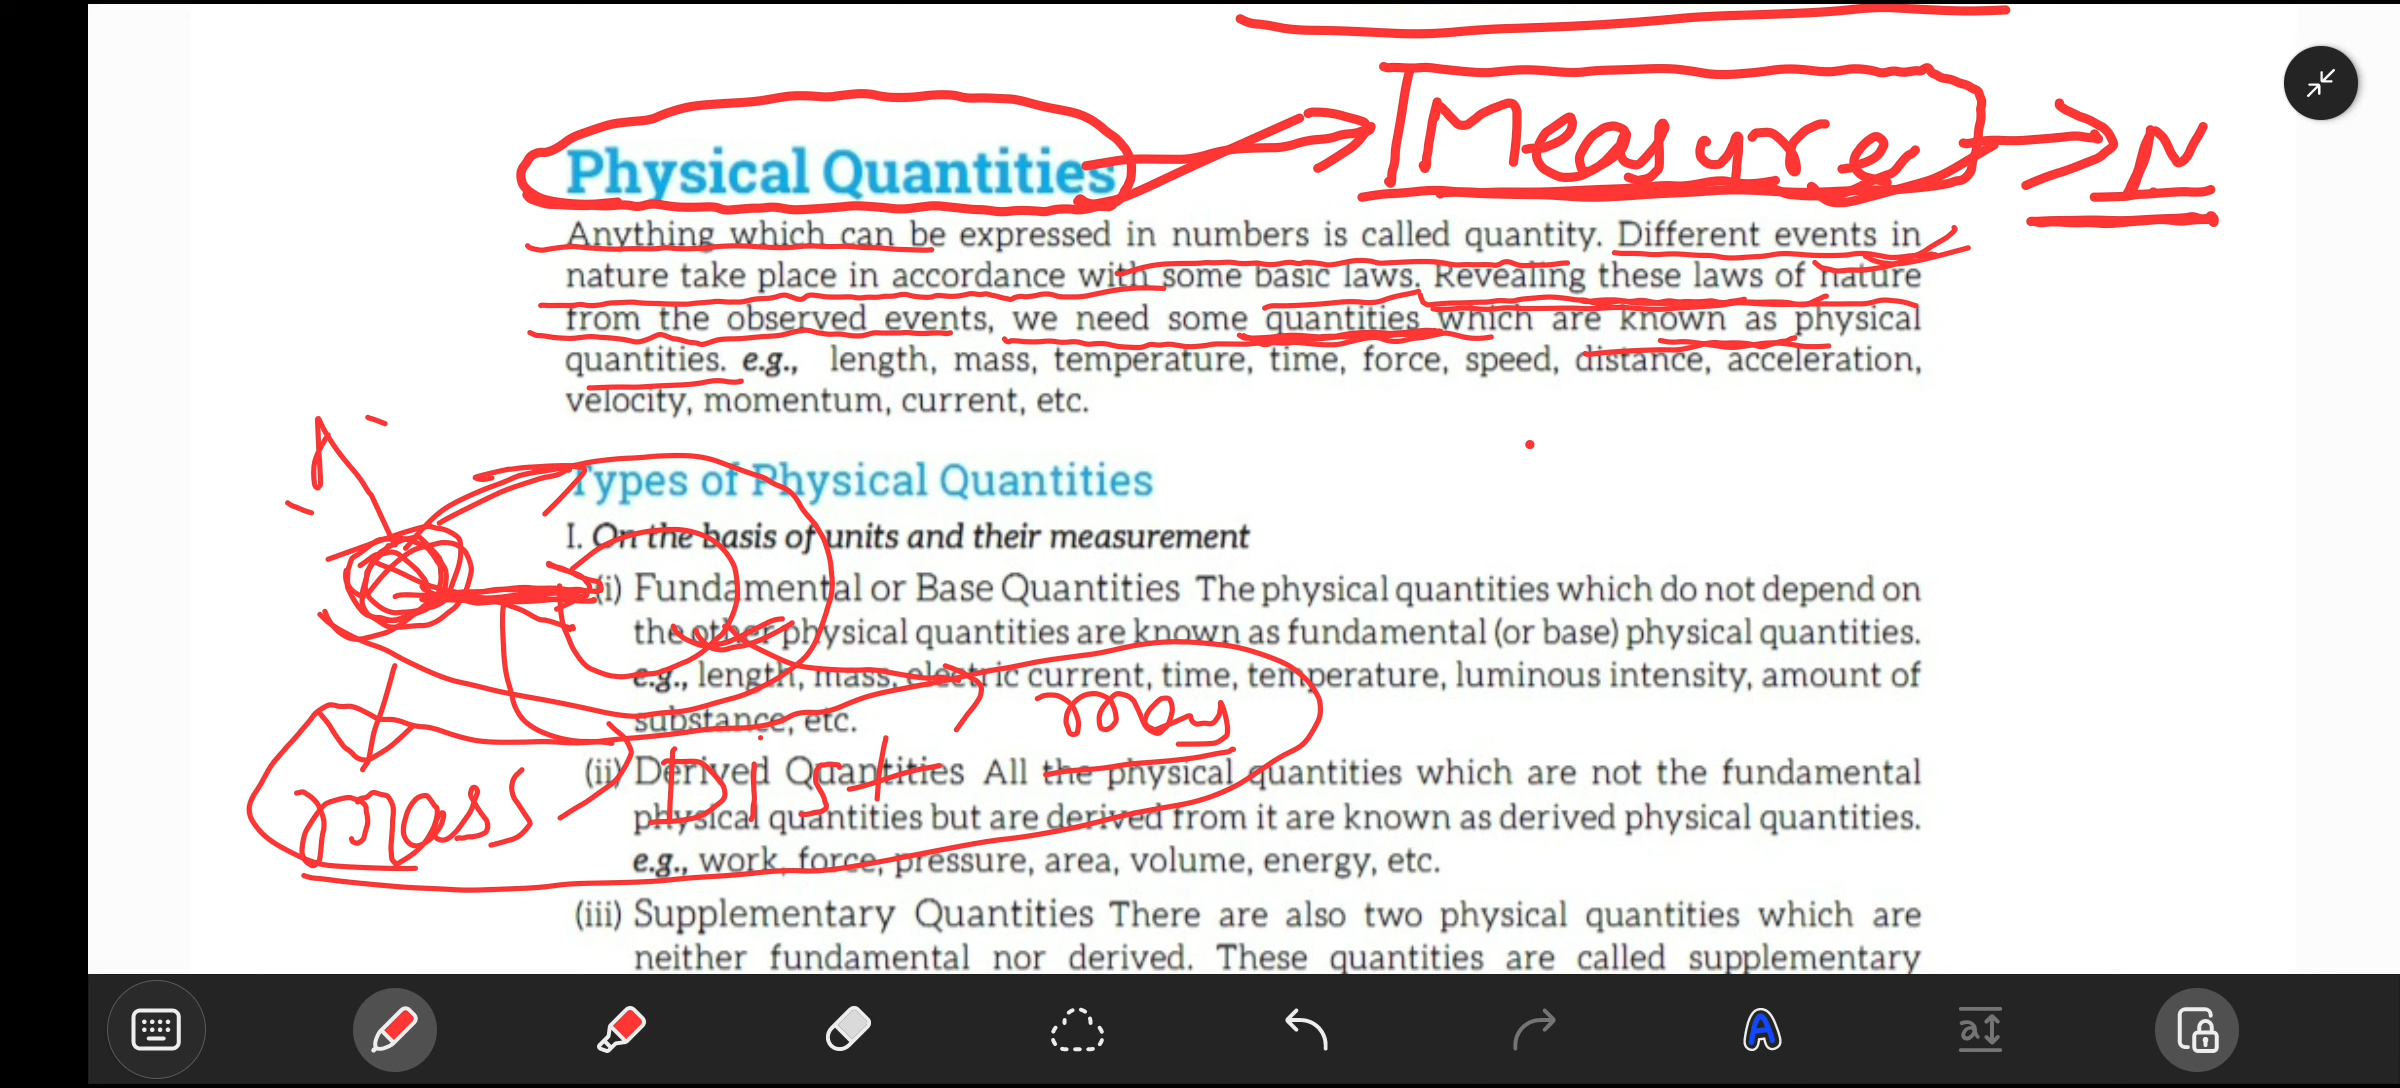 Measure
N
Physical Quantities
Anything which can be expressed in numbers is called quantity. Different events in
nature take place in accordance with some basic laws. Revealing these laws of nature
from the observed events, we need some quantities which are known as physical
quantities. e.g., length, mass, temperature, time, force, speed, distance, acceleration,
velocity, momentum, current, etc.
Types of Physical Quantities
I. On the basis of units and their measurement
(i) Fundamental or Base Quantities The physical quantities which do not depend on
the other physical quantities are known as fundamental (or base) physical quantities.
e.g., length, mass, electric current, time, temperature, luminous intensity, amount of
substance, etc.
(ii) Derived Quantities All the physical quantities which are not the fundamental
physical quantities but are derived from it are known as derived physical quantities.
e.g., work, force, pressure, area, volume, energy, etc.
mass
Dist
(iii) Supplementary Quantities There are also two physical quantities which are
neither fundamental nor derived. These quantities are called supplementary
A
a